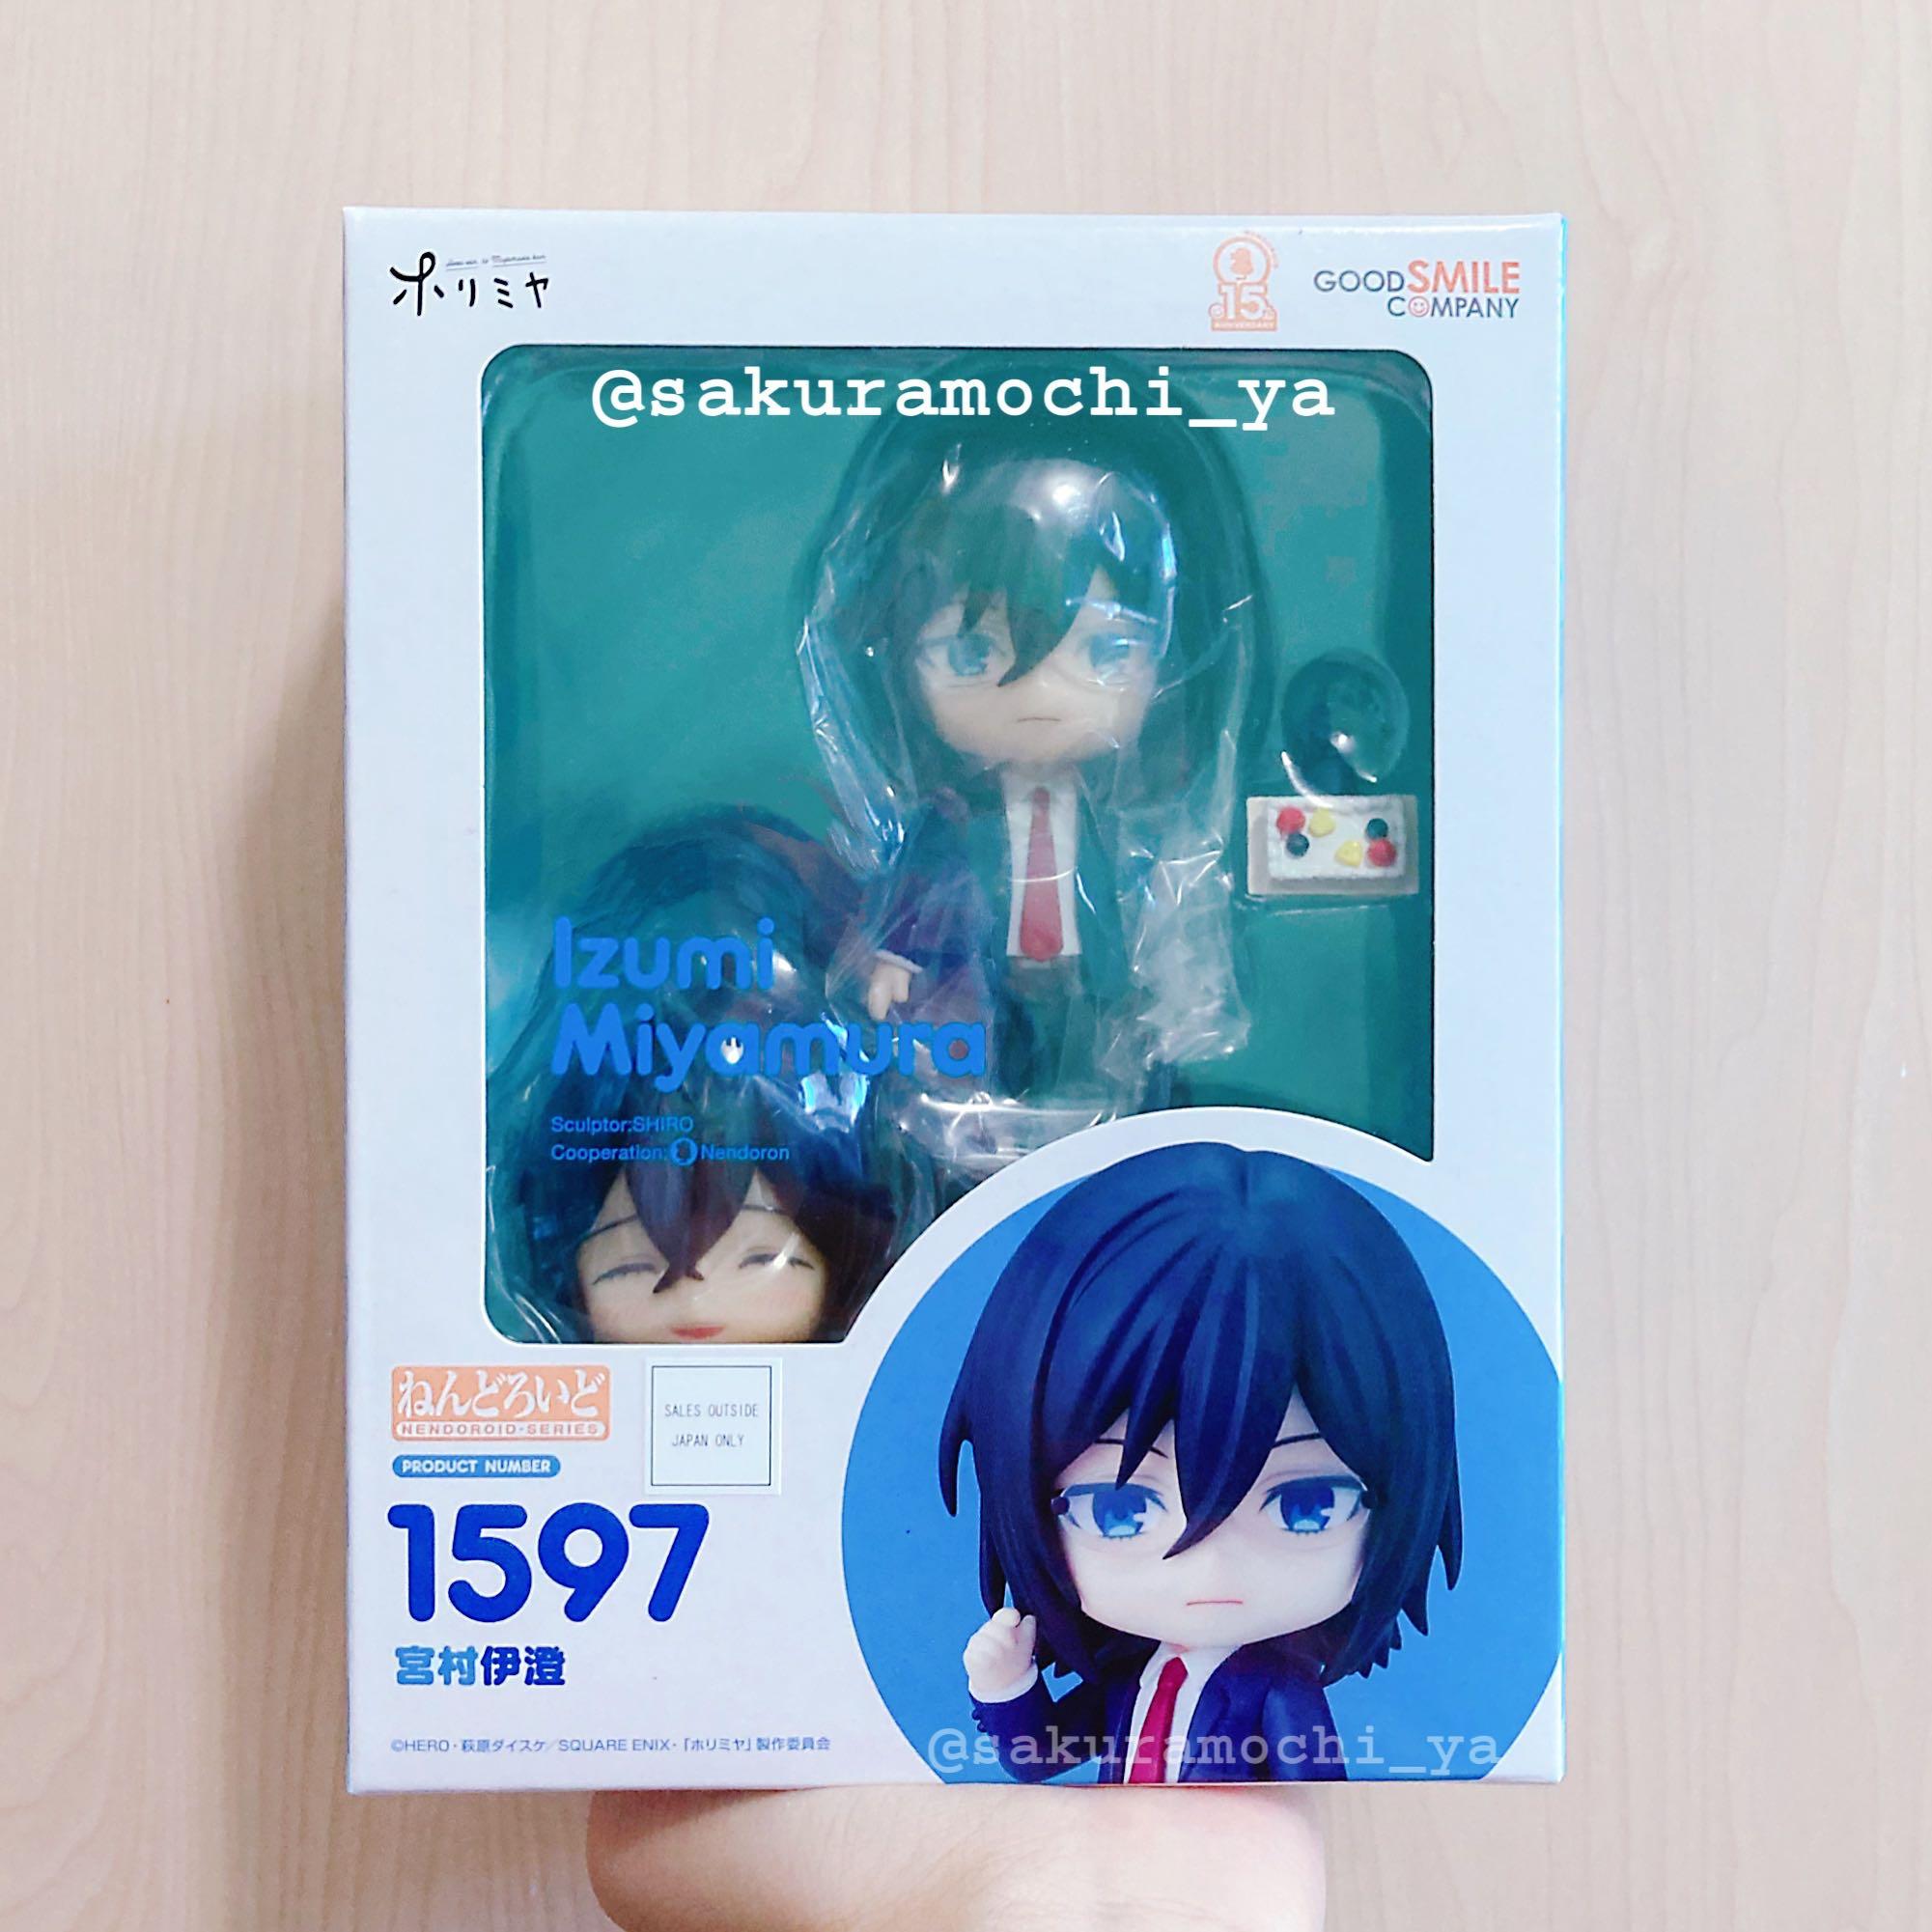 ホリミヤ
15
ANNIVERSARY
GOOD SMILE
COMPANY
@sakuramochi_ya
Izumi
Miyamura
Sculptor:SHIRO
Cooperation: Nendoron
ねんどろいど
NENDOROID·SERIES
SALES OUTSIDE
JAPAN ONLY
PRODUCT NUMBER
1597
宮村伊澄
©HERO・萩原ダイスケ/SQUARE ENIX・「ホリミヤ」製作委員会
@sakuramochi_ya